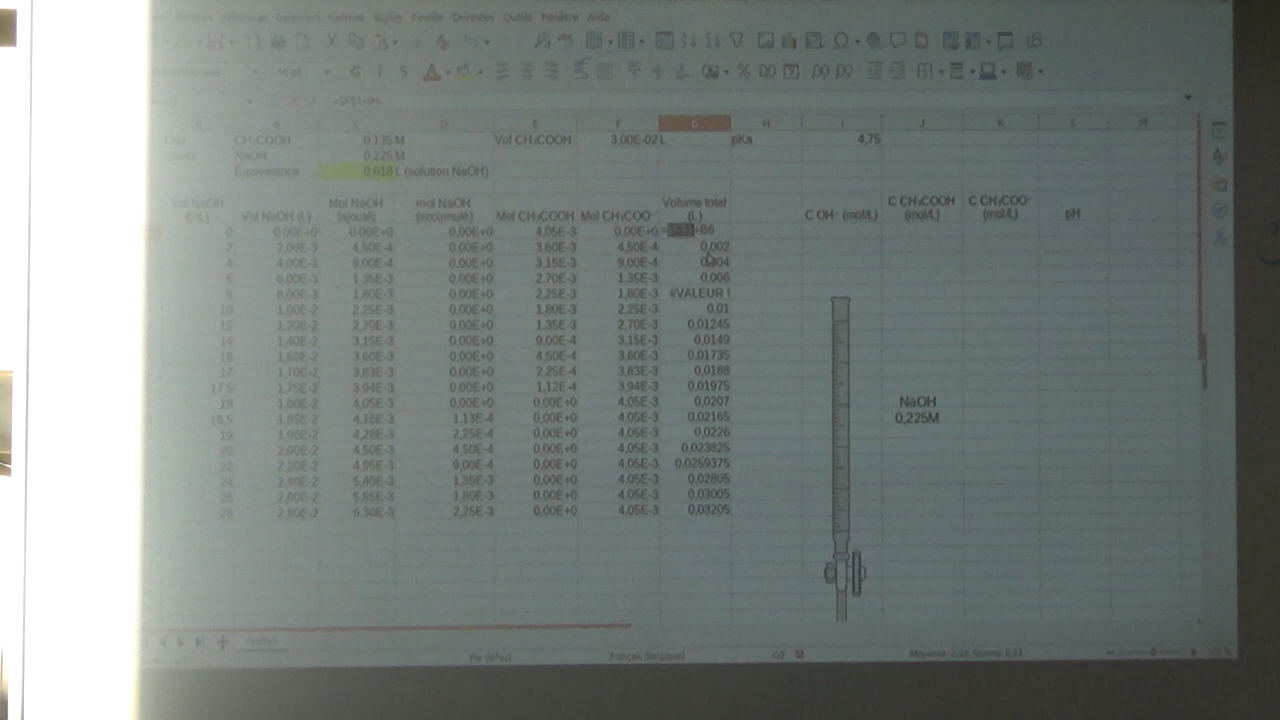 Affichage Insertion Format Styles Feuille Données Outils Fenêtre Aide
G I S
=$F$1+B6
G H I J K L M
CH₃COOH 0,135 M Vol CH₃COOH 3,00E-02 L pKa 4,75
NaOH 0,225 M
Equivalence 0,018 L (solution NaOH)
Vol NaOH Mol NaOH mol NaOH Volume total C CH₃COOH C CH₃COO⁻
(mL) Vol NaOH (L) (ajouté) (accumulé) Mol CH₃COOH Mol CH₃COO⁻ (L) C OH⁻ (mol/L) (mol/L) (mol/L) pH
0 0,00E+0 0,00E+0 0,00E+0 4,05E-3 0,00E+0 +B6
2 2,00E-3 4,50E-4 0,00E+0 3,60E-3 4,50E-4 0,002
4 4,00E-3 9,00E-4 0,00E+0 3,15E-3 9,00E-4 0,004
6 6,00E-3 1,35E-3 0,00E+0 2,70E-3 1,35E-3 0,006
8 8,00E-3 1,80E-3 0,00E+0 2,25E-3 1,80E-3 #VALEUR !
10 1,00E-2 2,25E-3 0,00E+0 1,80E-3 2,25E-3 0,01
12 1,20E-2 2,70E-3 0,00E+0 1,35E-3 2,70E-3 0,01245
14 1,40E-2 3,15E-3 0,00E+0 9,00E-4 3,15E-3 0,0149
16 1,60E-2 3,60E-3 0,00E+0 4,50E-4 3,60E-3 0,01735
17 1,70E-2 3,83E-3 0,00E+0 2,25E-4 3,83E-3 0,0188
17,5 1,75E-2 3,94E-3 0,00E+0 1,12E-4 3,94E-3 0,01975
18 1,80E-2 4,05E-3 0,00E+0 0,00E+0 4,05E-3 0,0207
18,5 1,85E-2 4,16E-3 1,13E-4 0,00E+0 4,05E-3 0,02165
19 1,90E-2 4,28E-3 2,25E-4 0,00E+0 4,05E-3 0,0226
20 2,00E-2 4,50E-3 4,50E-4 0,00E+0 4,05E-3 0,023825
22 2,20E-2 4,95E-3 9,00E-4 0,00E+0 4,05E-3 0,0259375
24 2,40E-2 5,40E-3 1,35E-3 0,00E+0 4,05E-3 0,02805
26 2,60E-2 5,85E-3 1,80E-3 0,00E+0 4,05E-3 0,03005
28 2,80E-2 6,30E-3 2,25E-3 0,00E+0 4,05E-3 0,03205
NaOH
0,225M
Par défaut Français (Belgique)